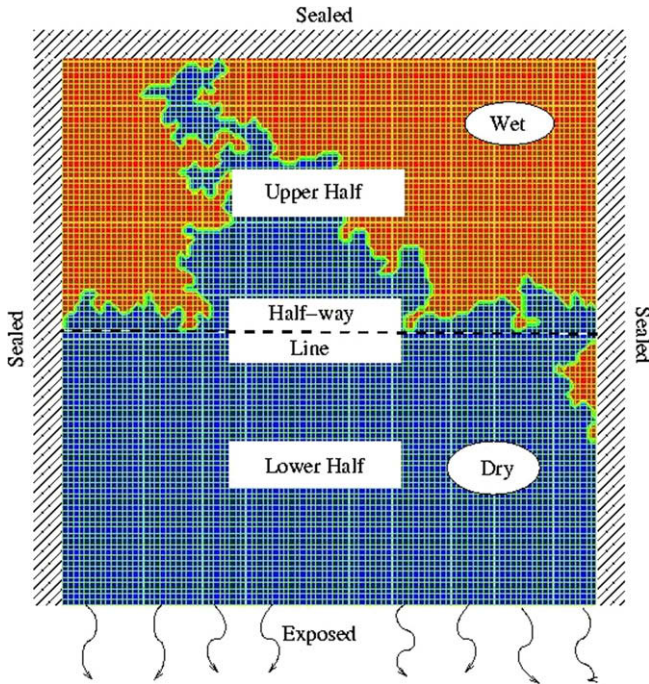 Sealed
Wet
Upper Half
Half-way
Line
Sealed
Sealed
Lower Half
Dry
Exposed